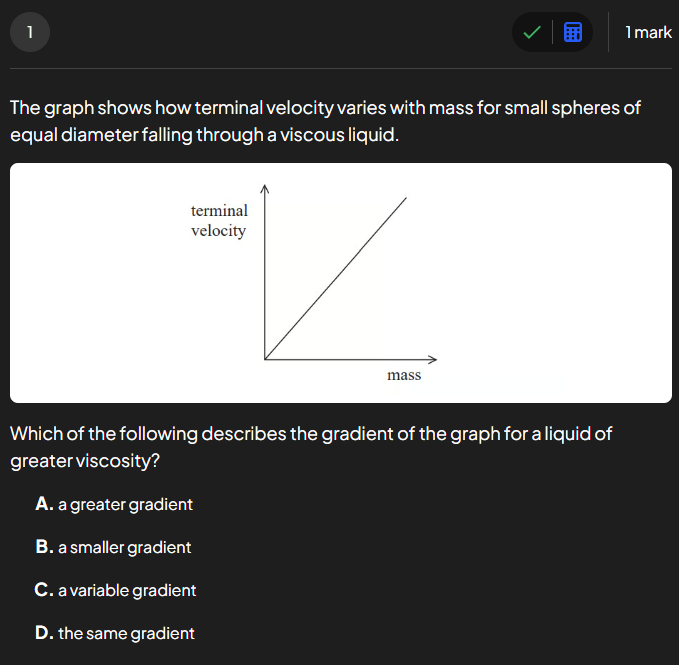 1
1 mark
The graph shows how terminal velocity varies with mass for small spheres of
equal diameter falling through a viscous liquid.
terminal
velocity
mass
Which of the following describes the gradient of the graph for a liquid of
greater viscosity?
A. a greater gradient
B. a smaller gradient
C. a variable gradient
D. the same gradient